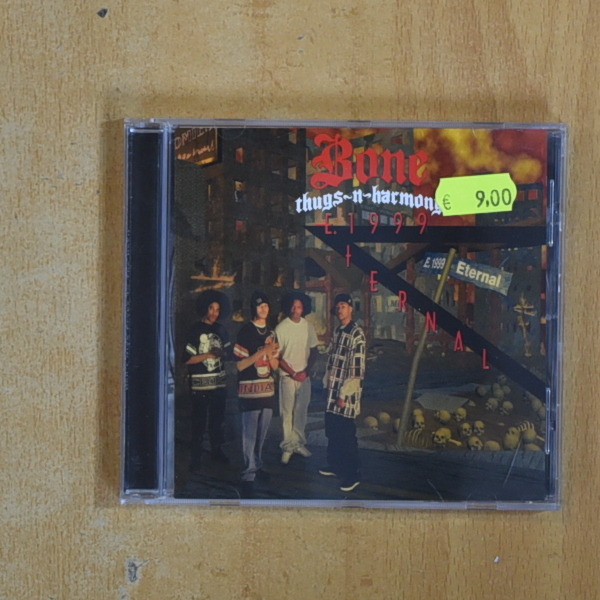 Bone
€ 9,00
thugs-n-harmony
E. 1999
ETERNAL
E. 1999 Eternal